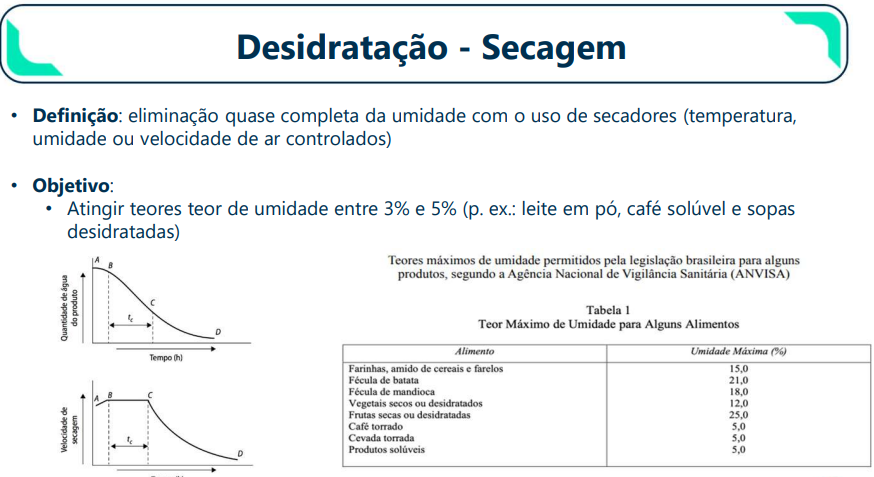 Desidratação - Secagem
• Definição: eliminação quase completa da umidade com o uso de secadores (temperatura,
umidade ou velocidade de ar controlados)
• Objetivo:
• Atingir teores teor de umidade entre 3% e 5% (p. ex.: leite em pó, café solúvel e sopas
desidratadas)
Quantidade de água
do produto
A
B
C
D
tc
Tempo (h)
Velocidade de
secagem
A
B
C
D
tc
Teores máximos de umidade permitidos pela legislação brasileira para alguns
produtos, segundo a Agência Nacional de Vigilância Sanitária (ANVISA)
Tabela 1
Teor Máximo de Umidade para Alguns Alimentos
Alimento Umidade Máxima (%)
Farinhas, amido de cereais e farelos 15,0
Fécula de batata 21,0
Fécula de mandioca 18,0
Vegetais secos ou desidratados 12,0
Frutas secas ou desidratadas 25,0
Café torrado 5,0
Cevada torrada 5,0
Produtos solúveis 5,0